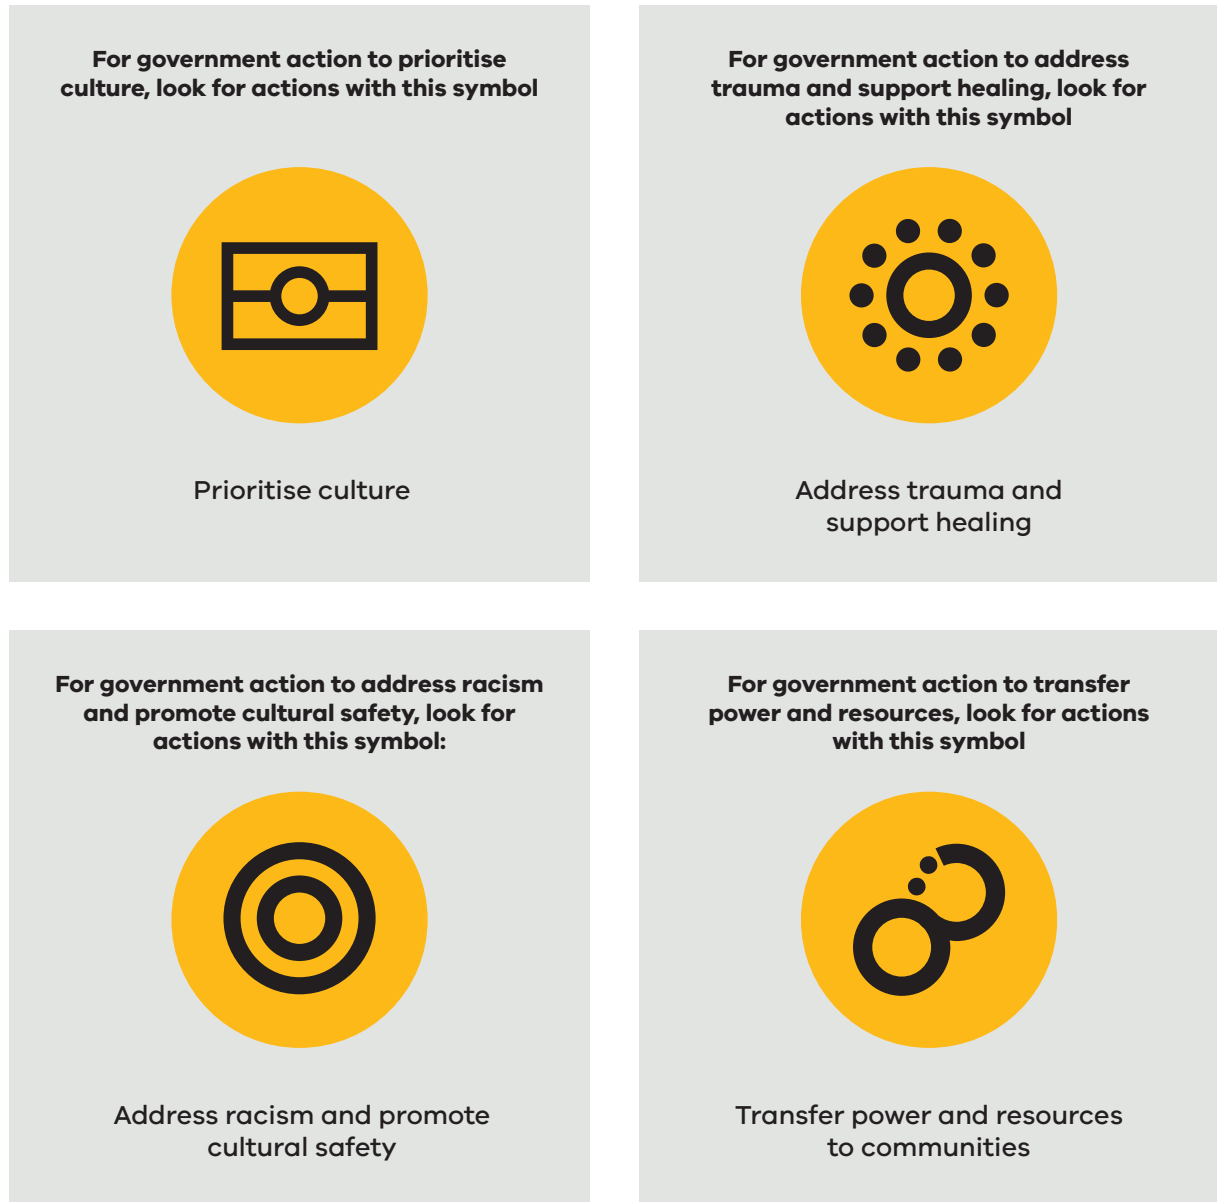 For government action to prioritise
culture, look for actions with this symbol
Prioritise culture
For government action to address
trauma and support healing, look for
actions with this symbol
Address trauma and
support healing
For government action to address racism
and promote cultural safety, look for
actions with this symbol:
Address racism and promote
cultural safety
For government action to transfer
power and resources, look for actions
with this symbol
Transfer power and resources
to communities